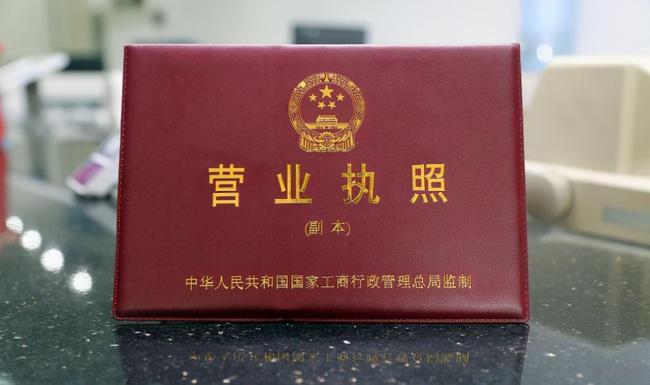 营业执照
(副本)
中华人民共和国国家工商行政管理总局监制